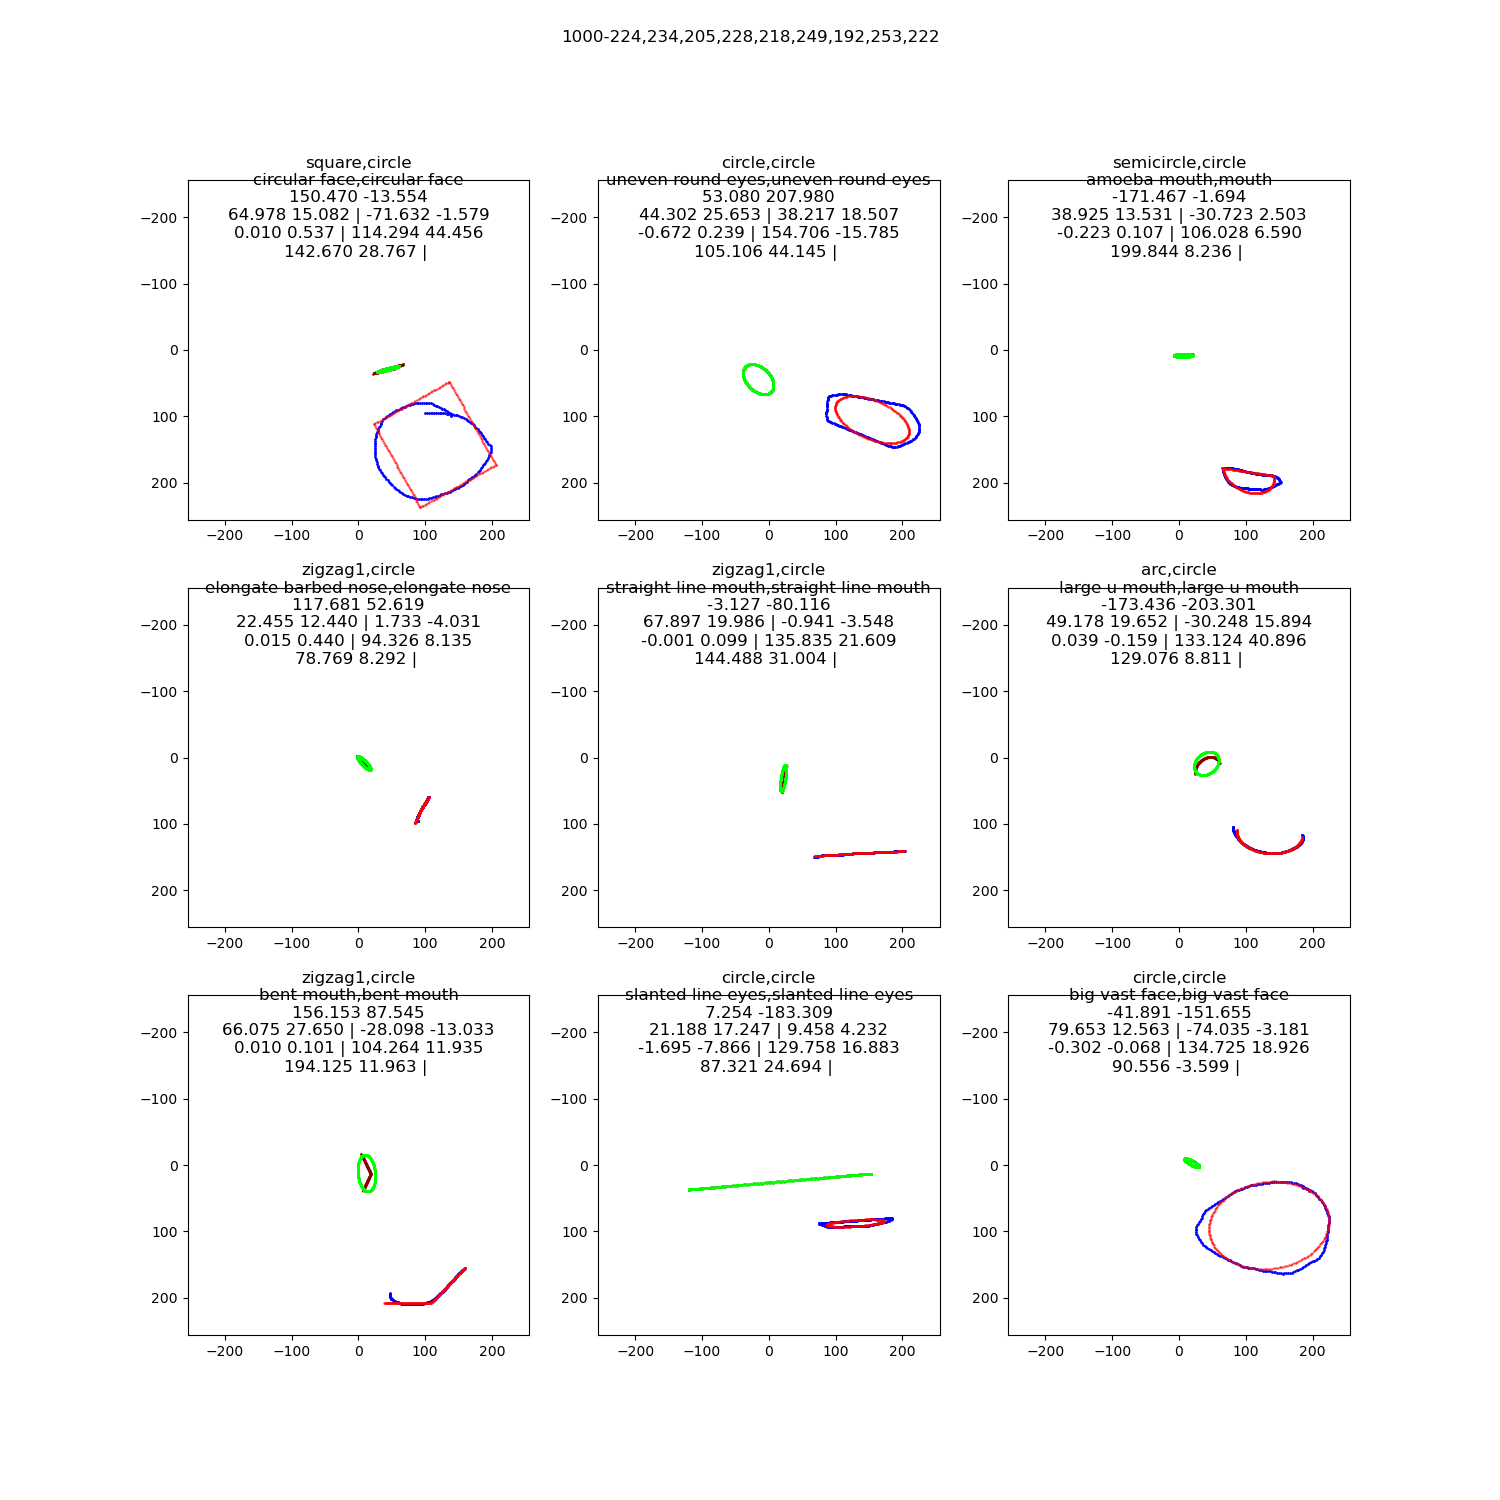 1000-224,234,205,228,218,249,192,253,222
square,circle
circular face,circular face
150.470 -13.554
64.978 15.082 | -71.632 -1.579
0.010 0.537 | 114.294 44.456
142.670 28.767 |
−200
−100
0
100
200
−200 −100 0 100 200
circle,circle
uneven round eyes,uneven round eyes
53.080 207.980
44.302 25.653 | 38.217 18.507
-0.672 0.239 | 154.706 -15.785
105.106 44.145 |
−200
−100
0
100
200
−200 −100 0 100 200
semicircle,circle
amoeba mouth,mouth
-171.467 -1.694
38.925 13.531 | -30.723 2.503
-0.223 0.107 | 106.028 6.590
199.844 8.236 |
−200
−100
0
100
200
−200 −100 0 100 200
zigzag1,circle
elongate barbed nose,elongate nose
117.681 52.619
22.455 12.440 | 1.733 -4.031
0.015 0.440 | 94.326 8.135
78.769 8.292 |
−200
−100
0
100
200
−200 −100 0 100 200
zigzag1,circle
straight line mouth,straight line mouth
-3.127 -80.116
67.897 19.986 | -0.941 -3.548
-0.001 0.099 | 135.835 21.609
144.488 31.004 |
−200
−100
0
100
200
−200 −100 0 100 200
arc,circle
large u mouth,large u mouth
-173.436 -203.301
49.178 19.652 | -30.248 15.894
0.039 -0.159 | 133.124 40.896
129.076 8.811 |
−200
−100
0
100
200
−200 −100 0 100 200
zigzag1,circle
bent mouth,bent mouth
156.153 87.545
66.075 27.650 | -28.098 -13.033
0.010 0.101 | 104.264 11.935
194.125 11.963 |
−200
−100
0
100
200
−200 −100 0 100 200
circle,circle
slanted line eyes,slanted line eyes
7.254 -183.309
21.188 17.247 | 9.458 4.232
-1.695 -7.866 | 129.758 16.883
87.321 24.694 |
−200
−100
0
100
200
−200 −100 0 100 200
circle,circle
big vast face,big vast face
-41.891 -151.655
79.653 12.563 | -74.035 -3.181
-0.302 -0.068 | 134.725 18.926
90.556 -3.599 |
−200
−100
0
100
200
−200 −100 0 100 200